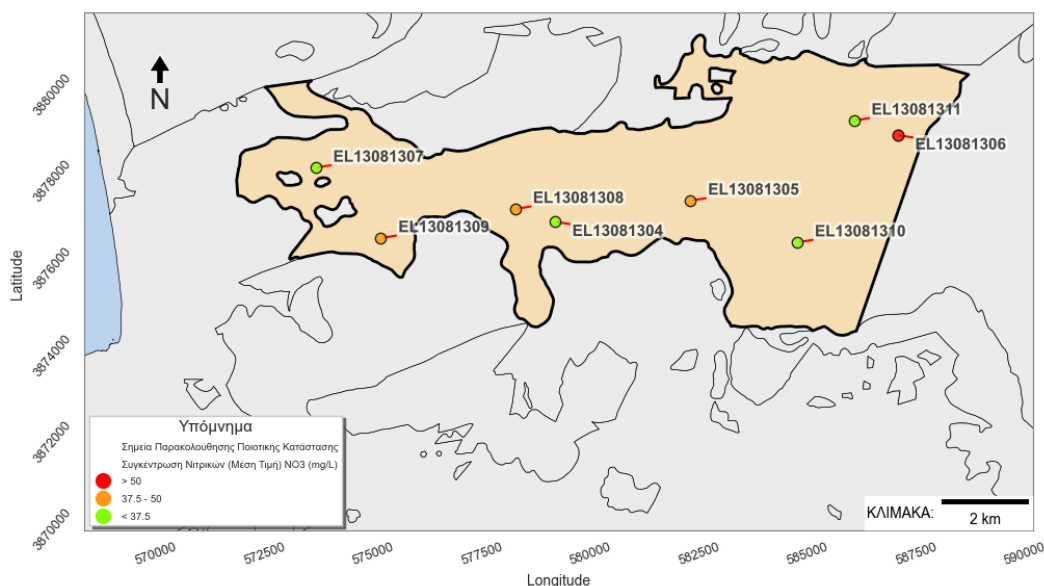 N
EL13081311
EL13081306
EL13081307
EL13081305
EL13081308
EL13081309
EL13081304
EL13081310
Latitude
3880000
3878000
3876000
3874000
3872000
3870000
Υπόμνημα
Σημεία Παρακολούθησης Ποιοτικής Κατάστασης
Συγκέντρωση Νιτρικών (Μέση Τιμή) NO3 (mg/L)
> 50
37.5 - 50
< 37.5
ΚΛΙΜΑΚΑ:
2 km
570000
572500
575000
577500
580000
582500
585000
587500
590000
Longitude